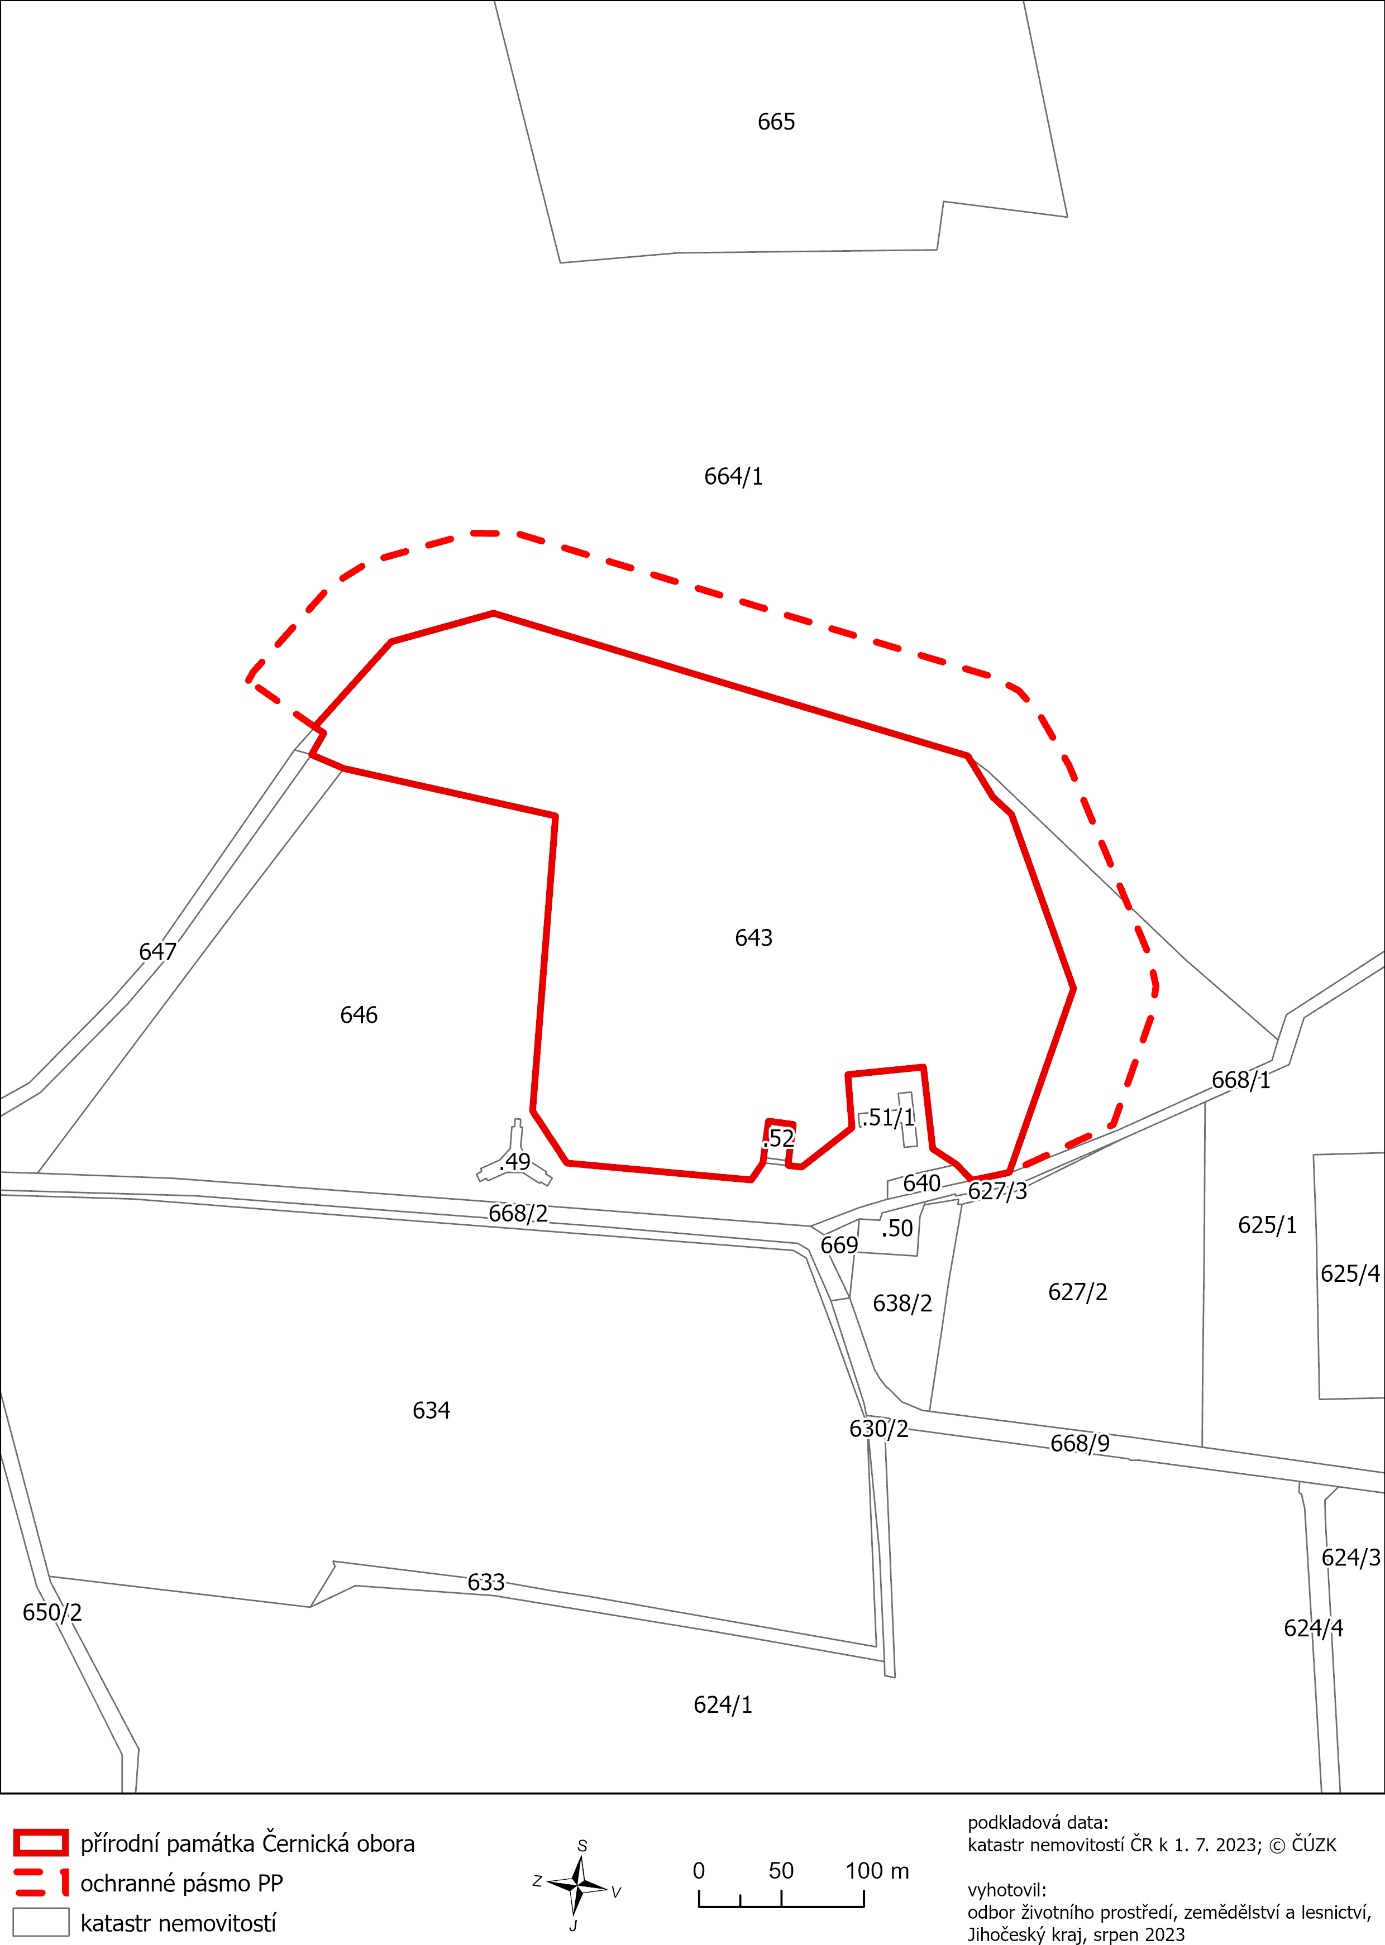 665
664/1
643
647
646
668/1
.51/1
.52
.49
640
627/3
668/2
.50
669
625/1
625/4
627/2
638/2
634
630/2
668/9
624/3
633
650/2
624/4
624/1
přírodní památka Černická obora
ochranné pásmo PP
katastr nemovitostí
S
Z
V
J
0 50 100 m
podkladová data:
katastr nemovitostí ČR k 1. 7. 2023; © ČÚZK
vyhotovil:
odbor životního prostředí, zemědělství a lesnictví,
Jihočeský kraj, srpen 2023